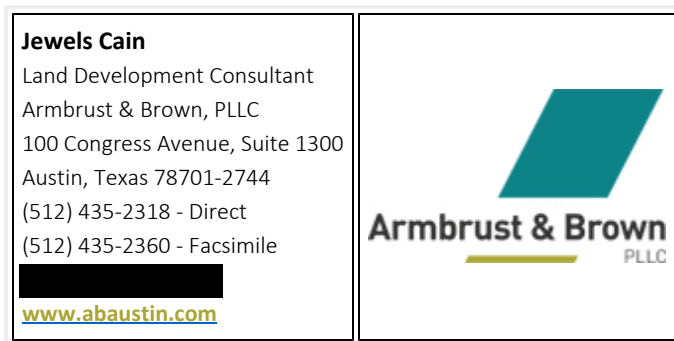 Jewels Cain
Land Development Consultant
Armbrust & Brown, PLLC
100 Congress Avenue, Suite 1300
Austin, Texas 78701-2744
(512) 435-2318 - Direct
(512) 435-2360 - Facsimile
www.abaustin.com
Armbrust & Brown
PLLC